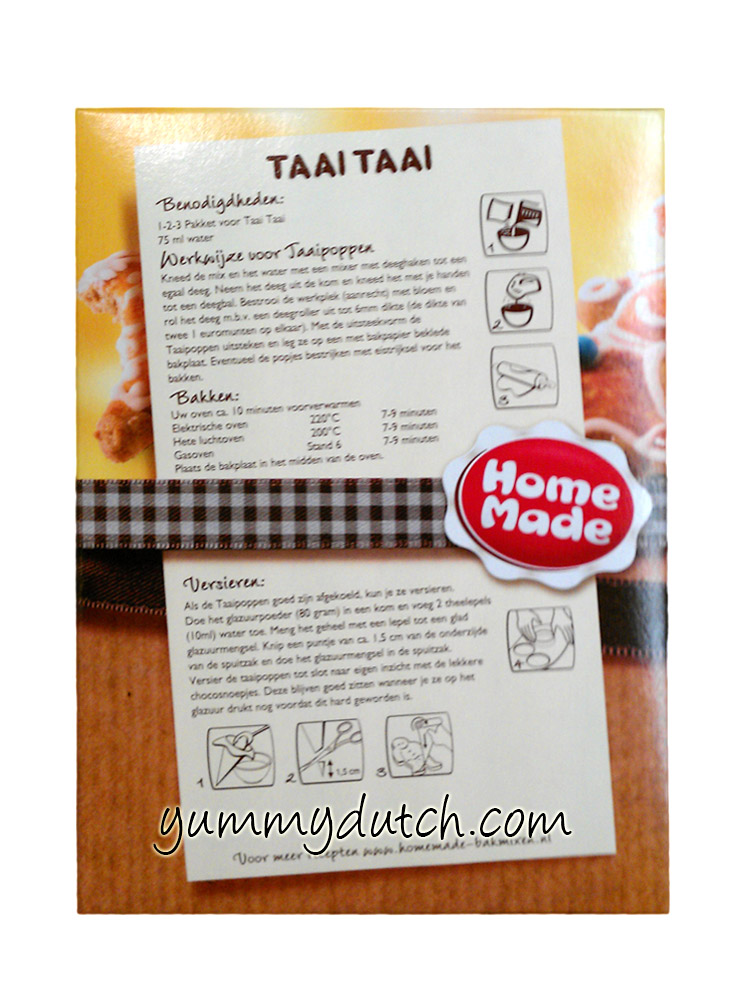 TAAI TAAI
Benodigdheden:
1-2-3 Pakket voor Taai Taai
75 ml water
Werkwijze voor Taaipoppen
Kneed de mix en het water met een mixer met deeghaken tot een
egaal deeg. Neem het deeg uit de kom en kneed het met je handen
tot een deegbal. Bestrooi de werkplek (aanrecht) met bloem en
rol het deeg m.b.v. een deegroller uit tot 6mm dikte (de dikte van
twee 1 euromunten op elkaar). Met de uitsteekvorm de
Taaipoppen uitsteken en leg ze op een met bakpapier beklede
bakplaat. Eventueel de popjes bestrijken met eistrijksel voor het
bakken.
1
2
3
Bakken:
Uw oven ca. 10 minuten voorverwarmen
Elektrische oven 220°C 7-9 minuten
Hete luchtoven 200°C 7-9 minuten
Gasoven Stand 6 7-9 minuten
Plaats de bakplaat in het midden van de oven.
Home
Made
Versieren:
Als de Taaipoppen goed zijn afgekoeld, kun je ze versieren.
Doe het glazuurpoeder (80 gram) in een kom en voeg 2 theelepels
(10ml) water toe. Meng het geheel met een lepel tot een glad
glazuurmengsel. Knip een puntje van ca. 1,5 cm van de onderzijde
van de spuitzak en doe het glazuurmengsel in de spuitzak.
Versier de taaipoppen tot slot naar eigen inzicht met de lekkere
chocosnoepjes. Deze blijven goed zitten wanneer je ze op het
glazuur drukt nog voordat dit hard geworden is.
4
1
2
1,5 cm
3
yummydutch.com
Voor meer recepten www.homemade-bakmixen.nl